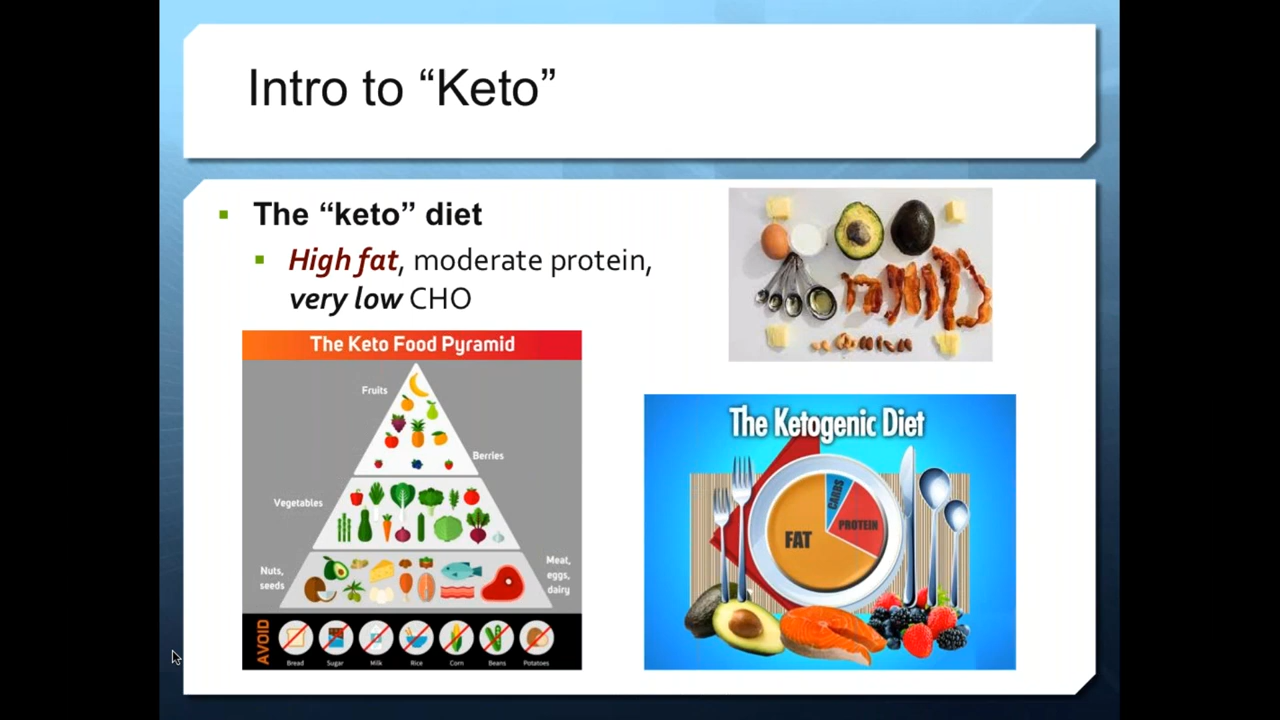 Intro to “Keto”
The “keto” diet
High fat, moderate protein,
very low CHO
The Keto Food Pyramid
Fruits
Berries
Vegetables
Nuts,
seeds
Meat,
eggs,
dairy
AVOID
Bread Sugar Milk Rice Corn Beans Potatoes
The Ketogenic Diet
CARBS
PROTEIN
FAT